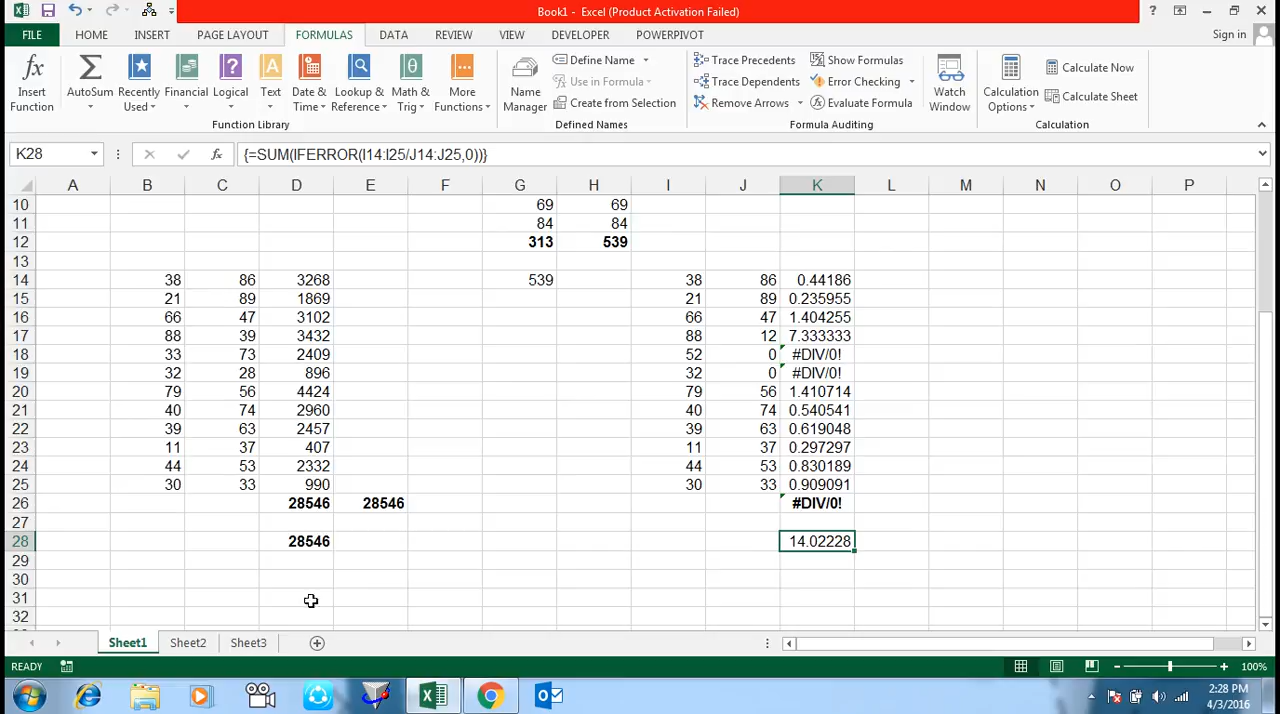 Book1 - Excel (Product Activation Failed)
FILE HOME INSERT PAGE LAYOUT FORMULAS DATA REVIEW VIEW DEVELOPER POWERPIVOT Sign in
fx Σ θ
Insert Function
AutoSum
Recently Used
Financial
Logical
Text
Date & Time
Lookup & Reference
Math & Trig
More Functions
Function Library
Name Manager
Define Name
Use in Formula
Create from Selection
Defined Names
Trace Precedents
Trace Dependents
Remove Arrows
Show Formulas
Error Checking
Evaluate Formula
Formula Auditing
Watch Window
Calculation Options
Calculate Now
Calculate Sheet
Calculation
K28 fx {=SUM(IFERROR(I14:I25/J14:J25,0))}
A B C D E F G H I J K L M N O P
10 69 69
11 84 84
12 313 539
13
14 38 86 3268 539 38 86 0.44186
15 21 89 1869 21 89 0.235955
16 66 47 3102 66 47 1.404255
17 88 39 3432 88 12 7.333333
18 33 73 2409 52 0 #DIV/0!
19 32 28 896 32 0 #DIV/0!
20 79 56 4424 79 56 1.410714
21 40 74 2960 40 74 0.540541
22 39 63 2457 39 63 0.619048
23 11 37 407 11 37 0.297297
24 44 53 2332 44 53 0.830189
25 30 33 990 30 33 0.909091
26 28546 28546 #DIV/0!
27
28 28546 14.02228
29
30
31
32
Sheet1 Sheet2 Sheet3
READY 100%
2:28 PM
4/3/2016